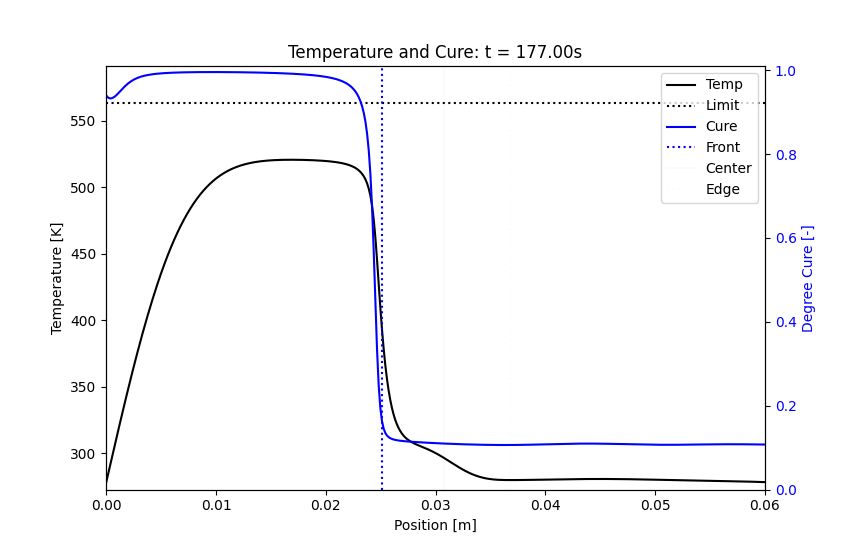 Temperature and Cure: t = 177.00s
Temp
Limit
Cure
Front
Center
Edge
550
500
450
400
350
300
Temperature [K]
1.0
0.8
0.6
0.4
0.2
0.0
Degree Cure [-]
0.00 0.01 0.02 0.03 0.04 0.05 0.06
Position [m]